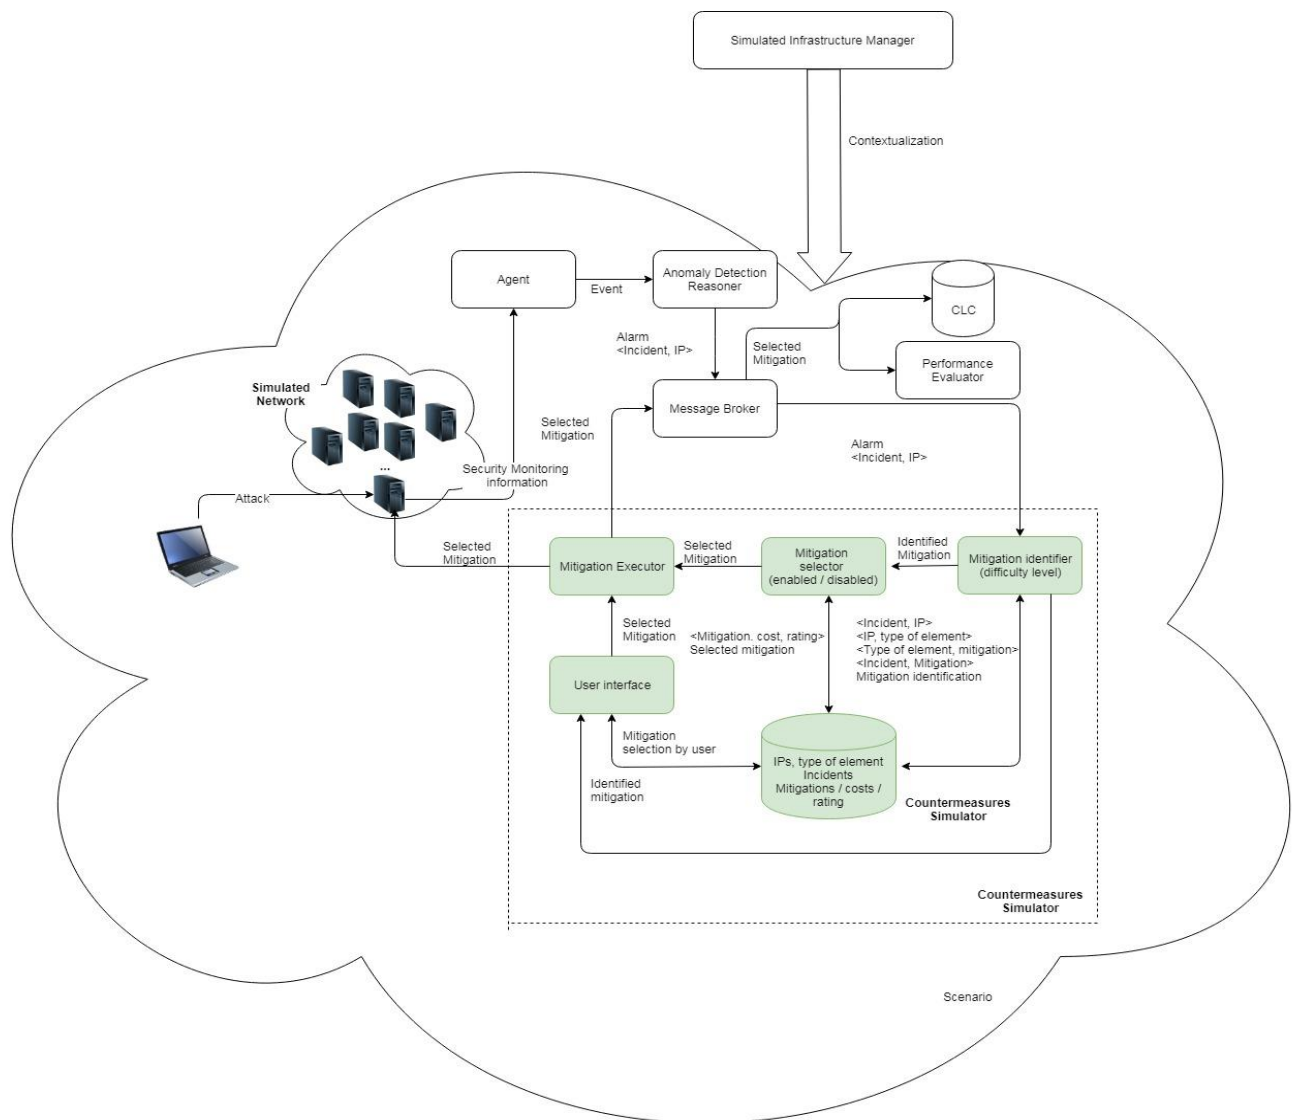 Simulated Infrastructure Manager
Contextualization
Agent
Event
Anomaly Detection
Reasoner
CLC
Alarm
<Incident, IP>
Selected
Mitigation
Performance
Evaluator
Simulated
Network
Message Broker
Selected
Mitigation
Alarm
<Incident, IP>
...
Security Monitoring
information
Attack
Selected
Mitigation
Mitigation Executor
Selected
Mitigation
Mitigation
selector
(enabled / disabled)
Identified
Mitigation
Mitigation identifier
(difficulty level)
Selected
Mitigation
<Mitigation. cost, rating>
Selected mitigation
<Incident, IP>
<IP, type of element>
<Type of element, mitigation>
<Incident, Mitigation>
Mitigation identification
User interface
Mitigation
selection by user
Identified
mitigation
IPs, type of element
Incidents
Mitigations / costs /
rating
Countermeasures
Simulator
Countermeasures
Simulator
Scenario